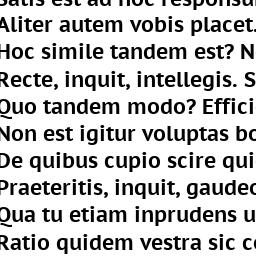 Satis est ad hoc responsu
Aliter autem vobis placet.
Hoc simile tandem est? N
Recte, inquit, intellegis. S
Quo tandem modo? Effici
Non est igitur voluptas bo
De quibus cupio scire qui
Praeteritis, inquit, gaudeo
Qua tu etiam inprudens u
Ratio quidem vestra sic c